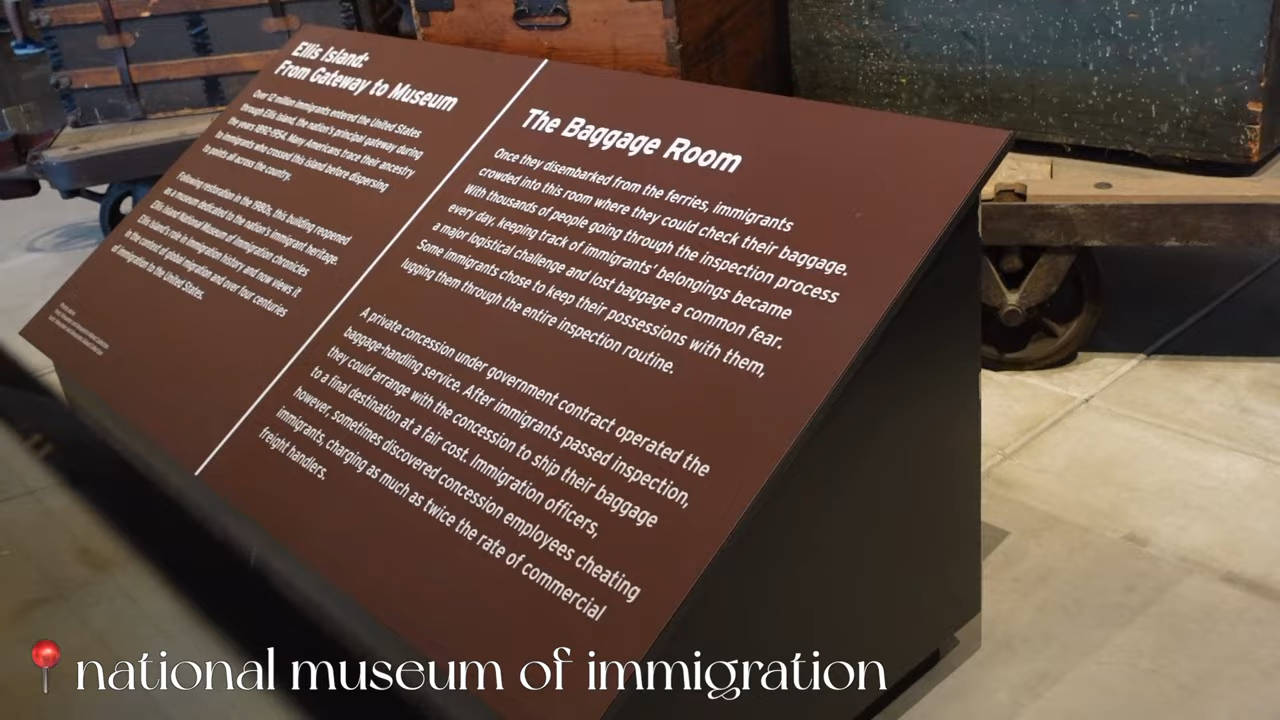 Ellis Island:
From Gateway to Museum
Over 12 million immigrants entered the United States
through Ellis Island, the nation's principal gateway during
the years 1892-1954. Many Americans trace their ancestry
to immigrants who crossed this island before dispersing
to points all across the country.
Following restoration in the 1980s, this building reopened
as a museum dedicated to the nation's immigrant heritage.
Ellis Island National Museum of Immigration chronicles
Ellis Island's role in immigration history and now views it
in the context of global migration and over four centuries
of immigration to the United States.
The Baggage Room
Once they disembarked from the ferries, immigrants
crowded into this room where they could check their baggage.
With thousands of people going through the inspection process
every day, keeping track of immigrants' belongings became
a major logistical challenge and lost baggage a common fear.
Some immigrants chose to keep their possessions with them,
lugging them through the entire inspection routine.
A private concession under government contract operated the
baggage-handling service. After immigrants passed inspection,
they could arrange with the concession to ship their baggage
to a final destination at a fair cost. Immigration officers,
however, sometimes discovered concession employees cheating
immigrants, charging as much as twice the rate of commercial
freight handlers.
national museum of immigration